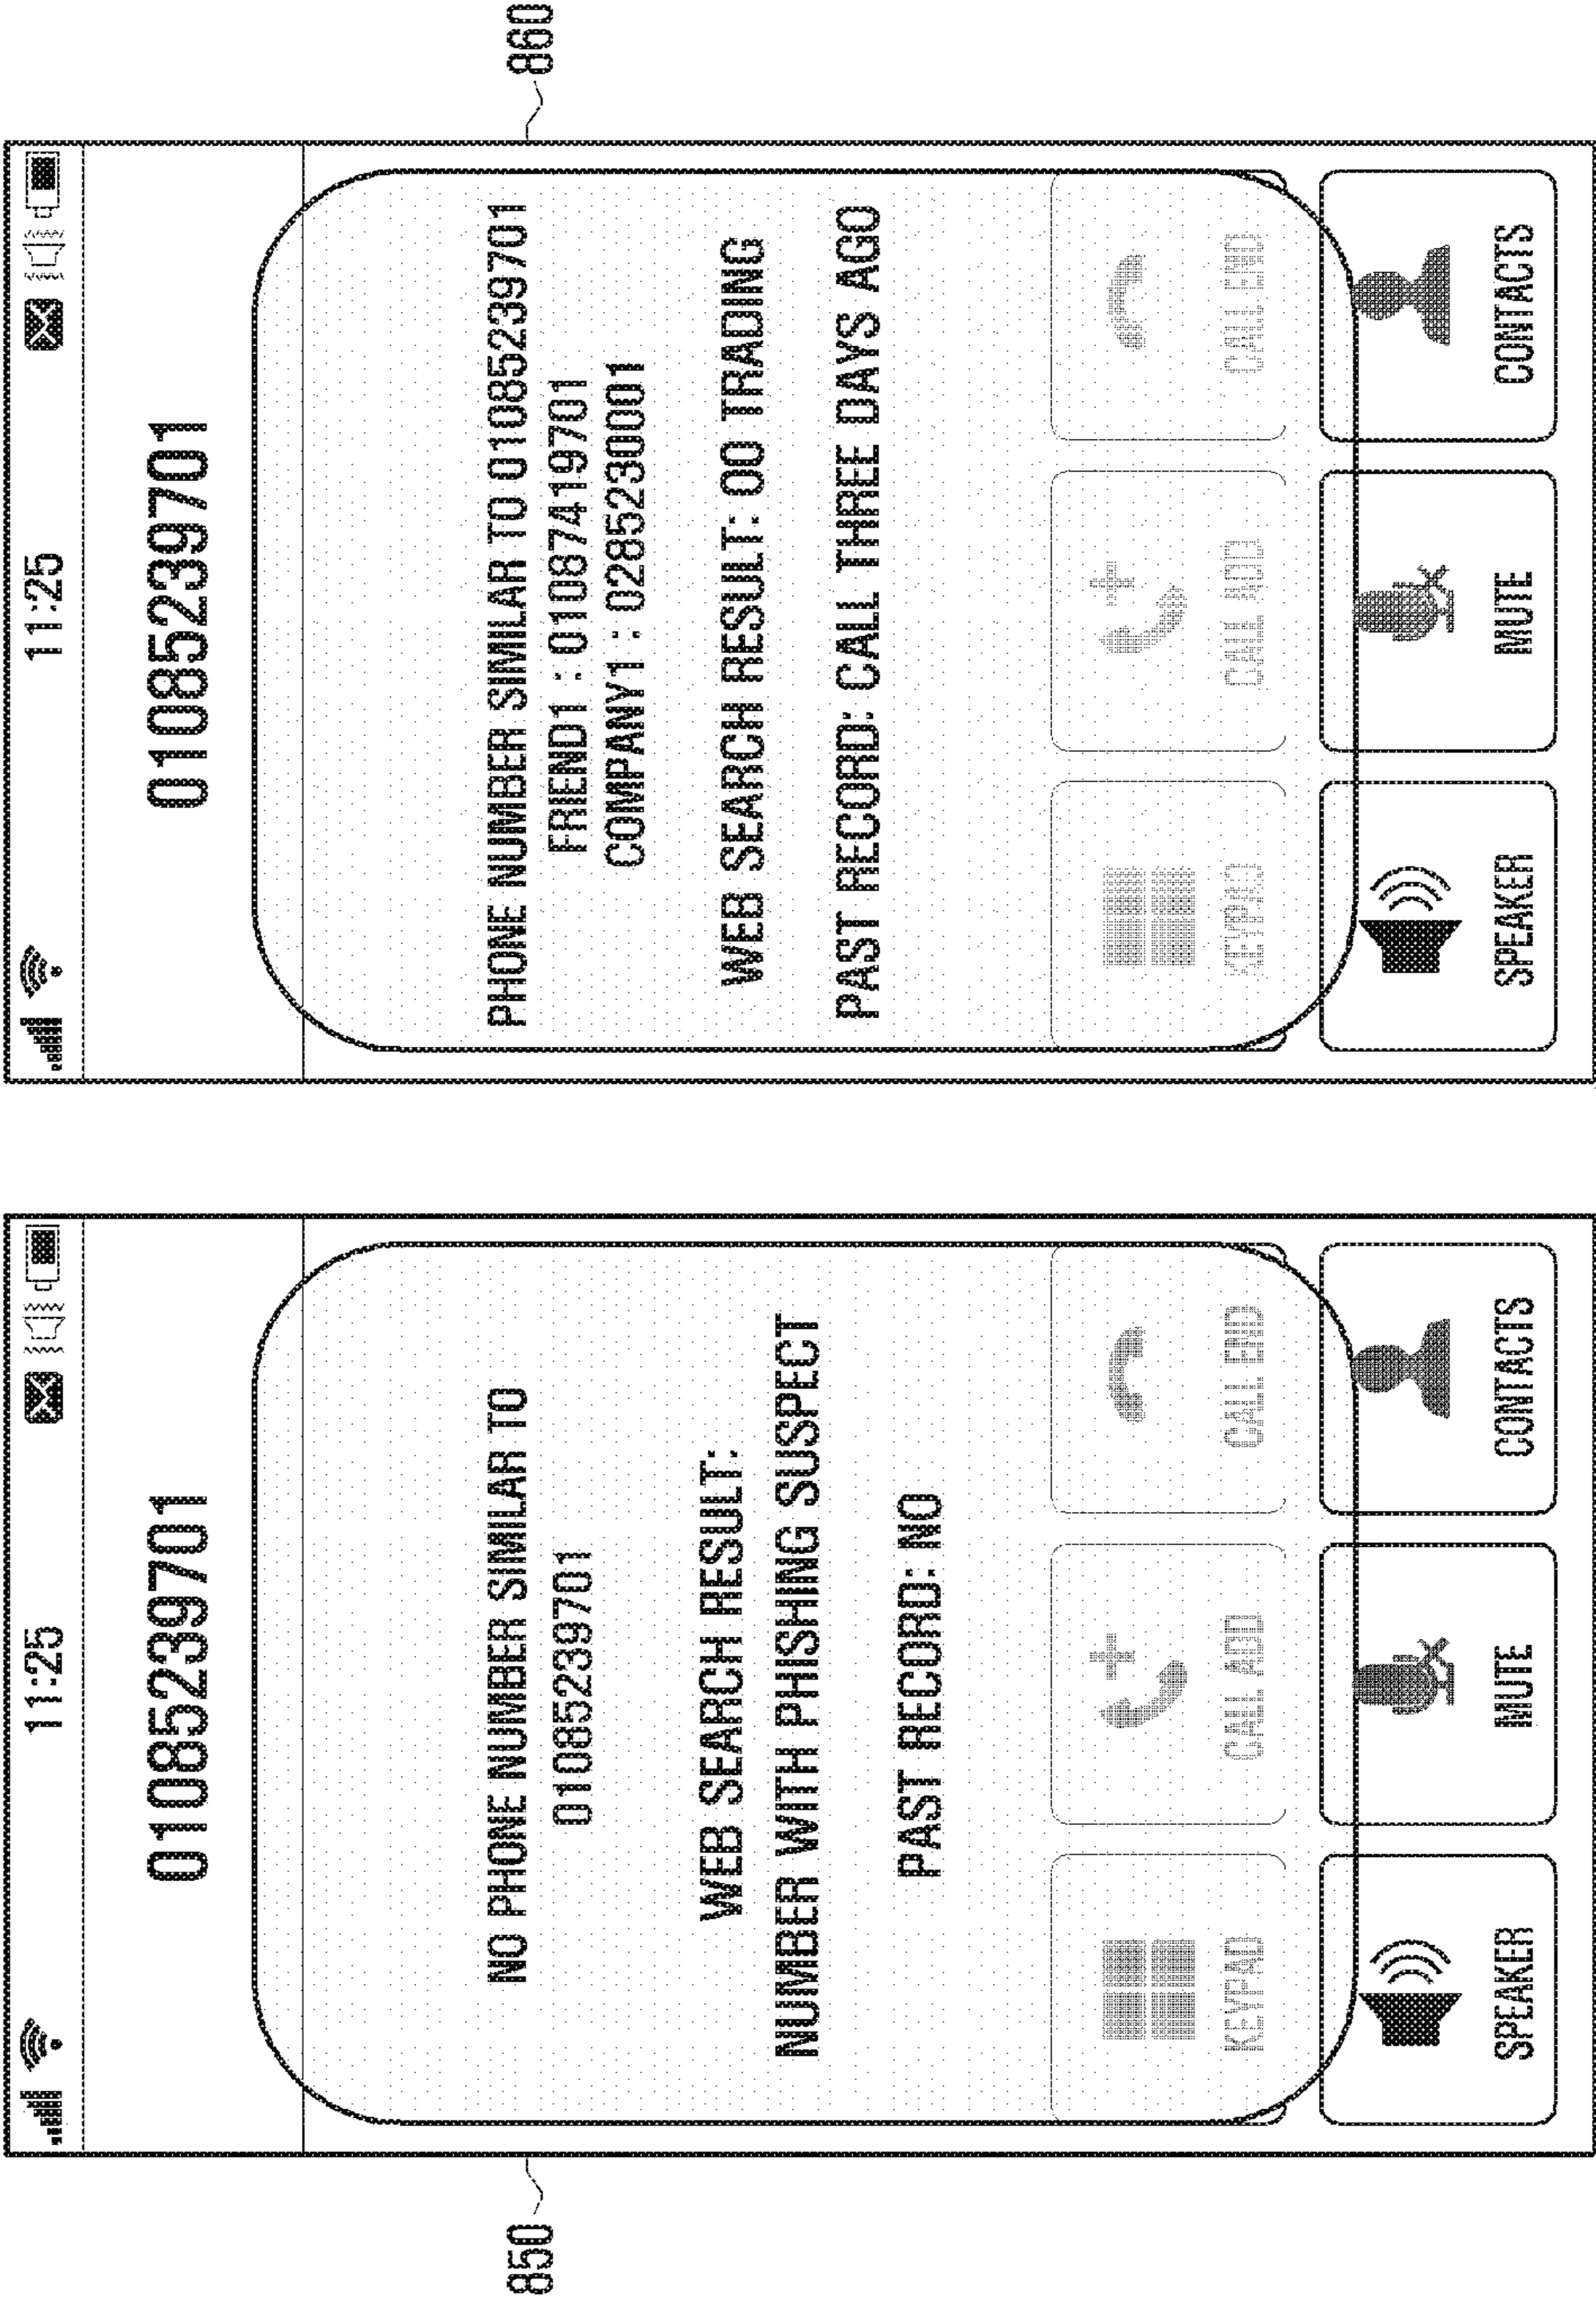 850
11:25
01085239701
NO PHONE NUMBER SIMILAR TO
01085239701
WEB SEARCH RESULT:
NUMBER WITH PHISHING SUSPECT
PAST RECORD: NO
KEYPAD
CALL ADD
CALL END
SPEAKER
MUTE
CONTACTS
860
11:25
01085239701
PHONE NUMBER SIMILAR TO 01085239701
FRIEND1 : 01087419701
COMPANY1 : 0285230001
WEB SEARCH RESULT: OO TRADING
PAST RECORD: CALL THREE DAYS AGO
KEYPAD
CALL ADD
CALL END
SPEAKER
MUTE
CONTACTS